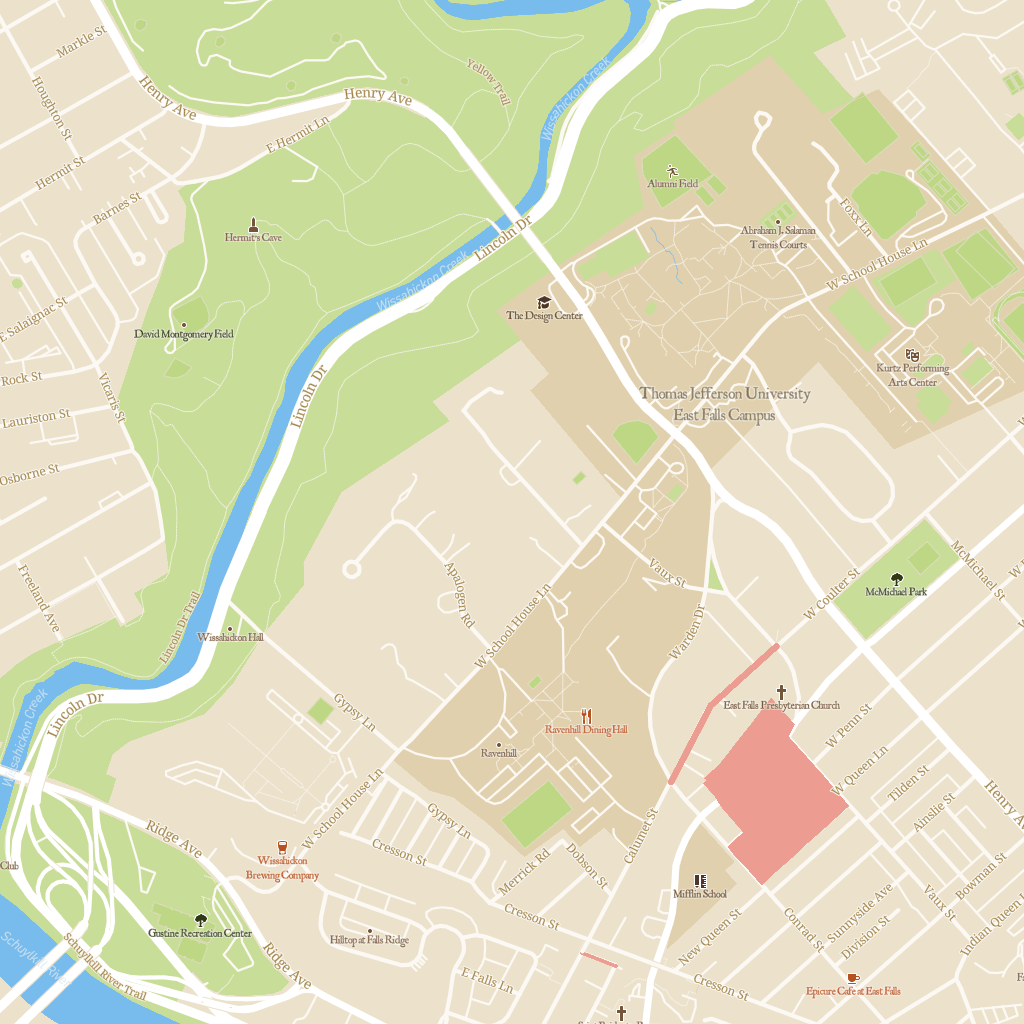 Markle St
Houghton St
Henry Ave
Henry Ave
Yellow Trail
Wissahickon Creek
E Hermit Ln
Hermit St
Barnes St
Alumni Field
Foxx Ln
Hermit's Cave
Abraham J. Salaman
Tennis Courts
Lincoln Dr
W School House Ln
Wissahickon Creek
E Salaignac St
David Montgomery Field
The Design Center
Kurtz Performing
Arts Center
Rock St
Vicaris St
Lincoln Dr
Thomas Jefferson University
East Falls Campus
Lauriston St
Osborne St
Freeland Ave
Apalogen Rd
Vaux St
McMichael St
McMichael Park
W Coulter St
Lincoln Dr Trail
Wissahickon Hall
W School House Ln
Warden Dr
Wissahickon Creek
Lincoln Dr
Gypsy Ln
East Falls Presbyterian Church
Ravenhill Dining Hall
Ravenhill
W Penn St
W Queen Ln
Tilden St
Ainslie St
Henry A
W School House Ln
Gypsy Ln
Calumet St
Ridge Ave
Cresson St
Wissahickon
Brewing Company
Merrick Rd
Dobson St
Club
Bowman St
Mifflin School
Vaux St
Sunnyside Ave
Indian Queen L
Gustine Recreation Center
Hilltop at Falls Ridge
Cresson St
New Queen St
Conrad St
Division St
Schuylkill River
Schuylkill River Trail
Ridge Ave
E Falls Ln
Cresson St
Epicure Cafe at East Falls